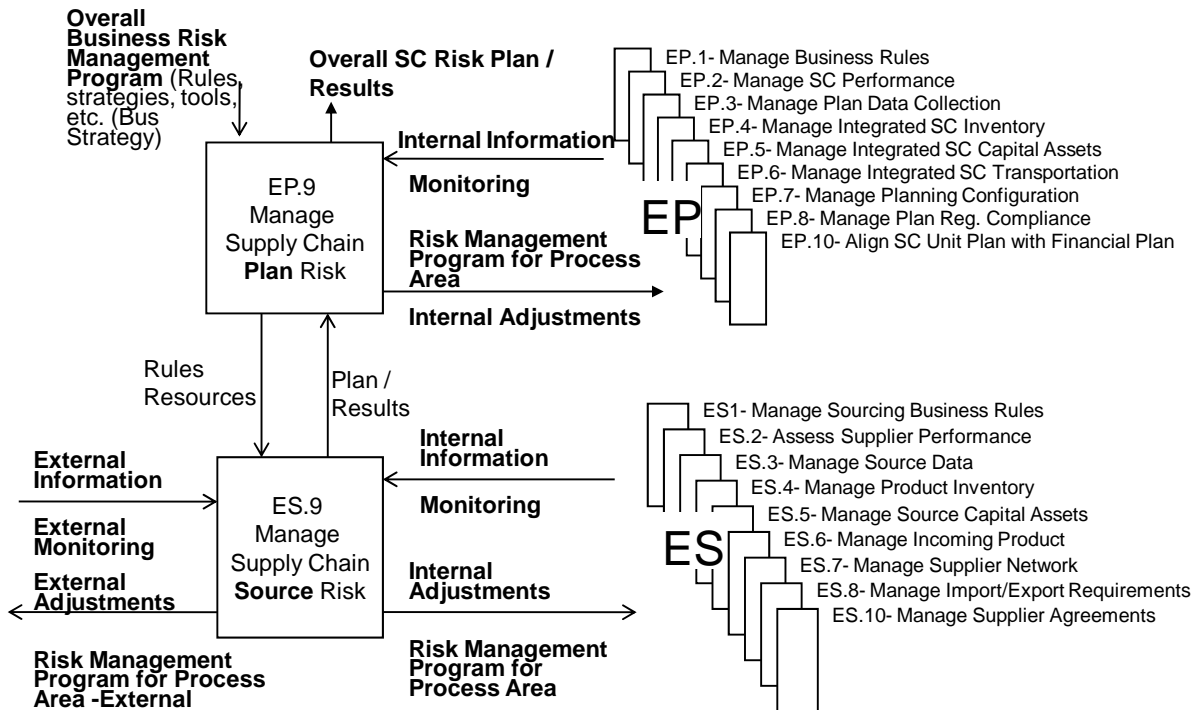 Overall
Business Risk
Management
Program (Rules,
strategies, tools,
etc. (Bus
Strategy)
Overall SC Risk Plan /
Results
EP.9
Manage
Supply Chain
Plan Risk
Internal Information
Monitoring
Risk Management
Program for Process
Area
Internal Adjustments
EP.1- Manage Business Rules
EP.2- Manage SC Performance
EP.3- Manage Plan Data Collection
EP.4- Manage Integrated SC Inventory
EP.5- Manage Integrated SC Capital Assets
EP.6- Manage Integrated SC Transportation
EP.7- Manage Planning Configuration
EP.8- Manage Plan Reg. Compliance
EP.10- Align SC Unit Plan with Financial Plan
EP
Rules
Resources
Plan /
Results
External
Information
External
Monitoring
External
Adjustments
Risk Management
Program for Process
Area -External
ES.9
Manage
Supply Chain
Source Risk
Internal
Information
Monitoring
Internal
Adjustments
Risk Management
Program for
Process Area
ES1- Manage Sourcing Business Rules
ES.2- Assess Supplier Performance
ES.3- Manage Source Data
ES.4- Manage Product Inventory
ES.5- Manage Source Capital Assets
ES.6- Manage Incoming Product
ES.7- Manage Supplier Network
ES.8- Manage Import/Export Requirements
ES.10- Manage Supplier Agreements
ES